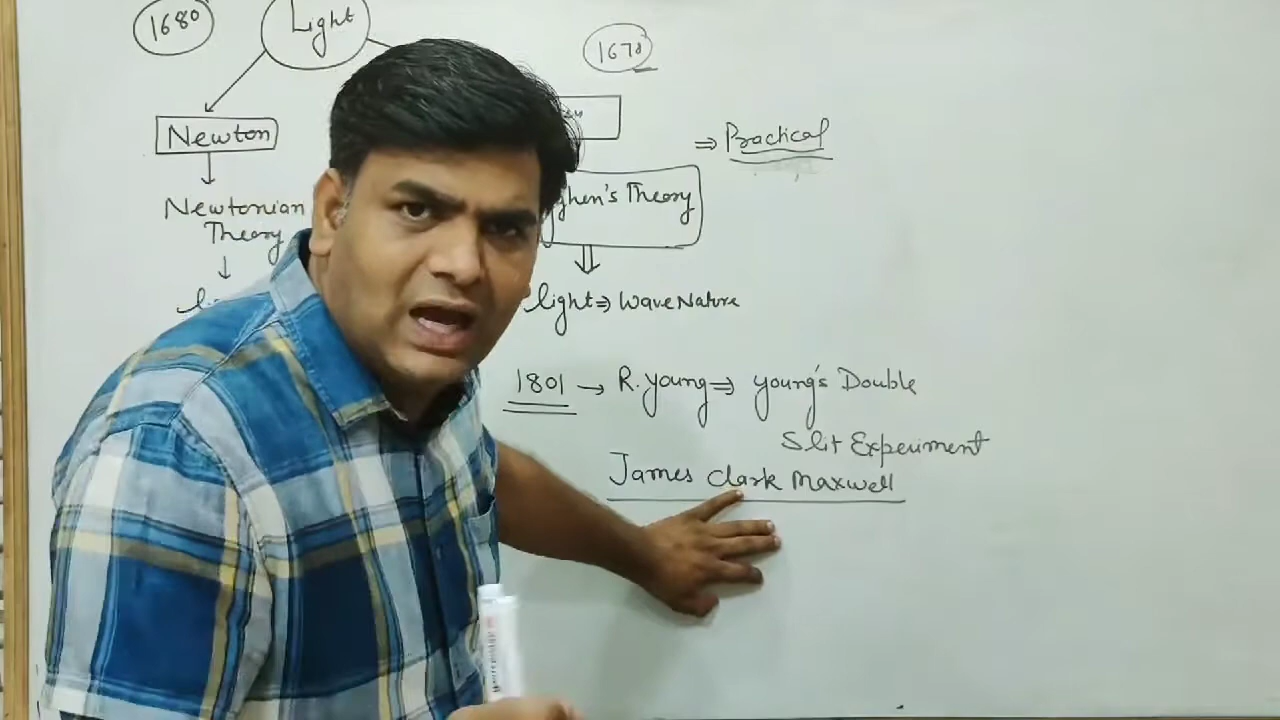 1680
Light
1678
Newton
⇒ Practical
Newtonian
Theory
ghen's Theory
light ⇒ Wave Nature
1801 → R. young ⇒ young's Double
Slit Experiment
James Clark Maxwell